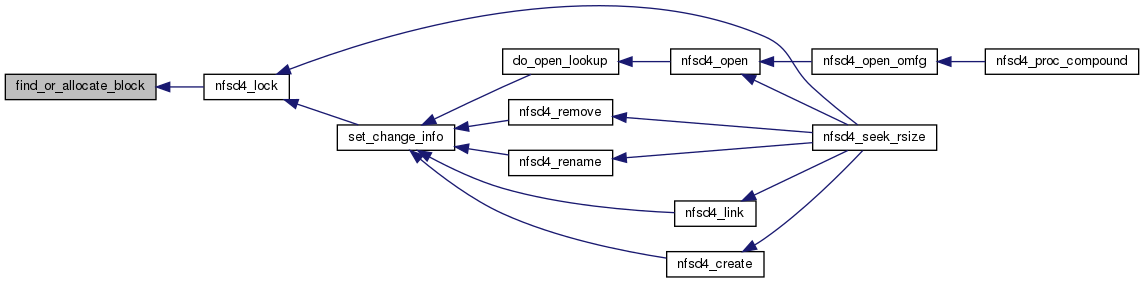 find_or_allocate_block
nfsd4_lock
set_change_info
do_open_lookup
nfsd4_remove
nfsd4_rename
nfsd4_link
nfsd4_create
nfsd4_open
nfsd4_open_omfg
nfsd4_proc_compound
nfsd4_seek_rsize